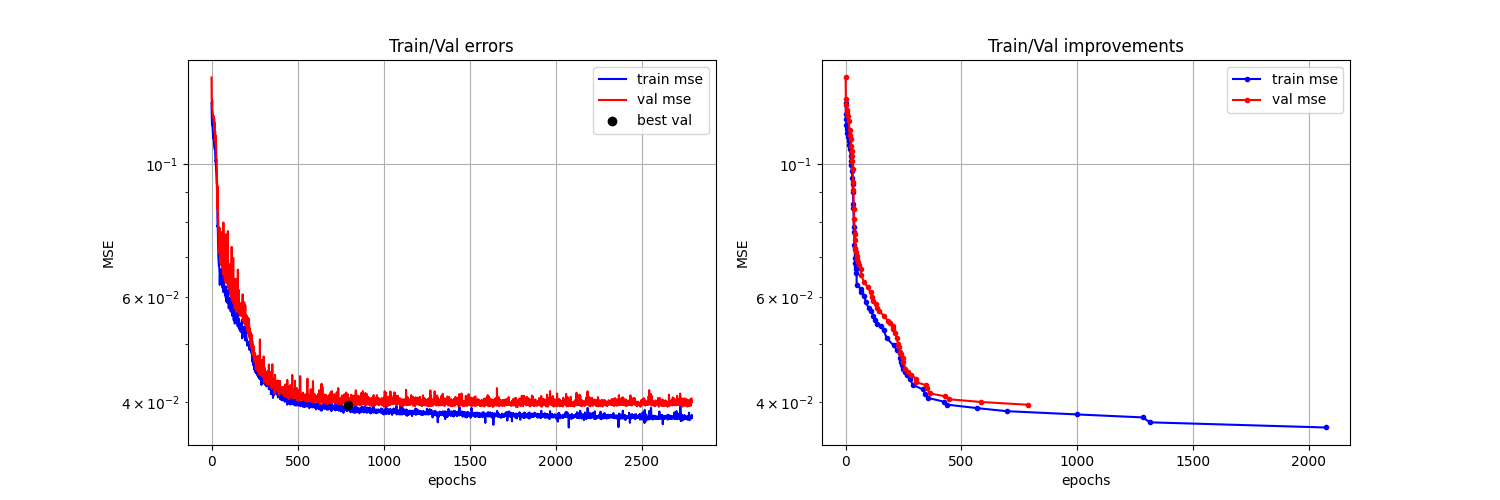 Train/Val errors
train mse
val mse
best val
MSE
10⁻¹
6 × 10⁻²
4 × 10⁻²
0 500 1000 1500 2000 2500
epochs
Train/Val improvements
train mse
val mse
MSE
10⁻¹
6 × 10⁻²
4 × 10⁻²
0 500 1000 1500 2000
epochs